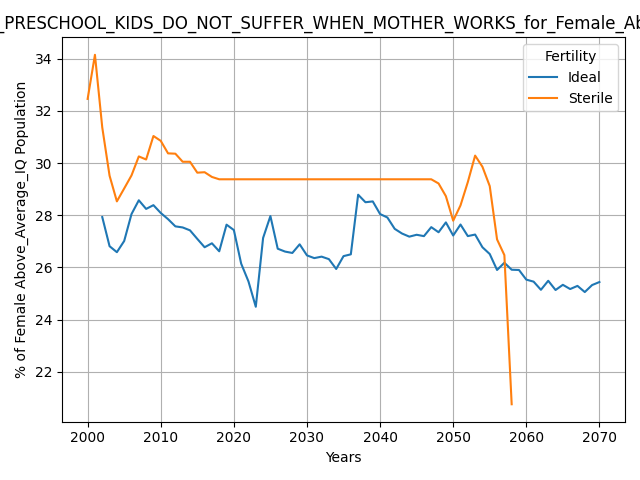 _PRESCHOOL_KIDS_DO_NOT_SUFFER_WHEN_MOTHER_WORKS_for_Female_Ab
Fertility
Ideal
Sterile
% of Female Above_Average_IQ Population
34
32
30
28
26
24
22
2000 2010 2020 2030 2040 2050 2060 2070
Years